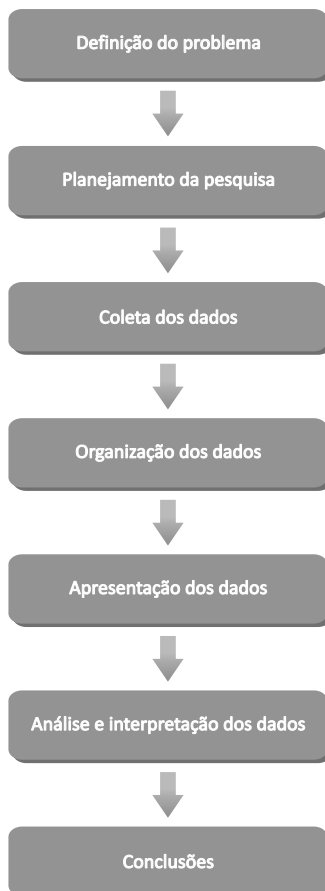 Definição do problema
Planejamento da pesquisa
Coleta dos dados
Organização dos dados
Apresentação dos dados
Análise e interpretação dos dados
Conclusões